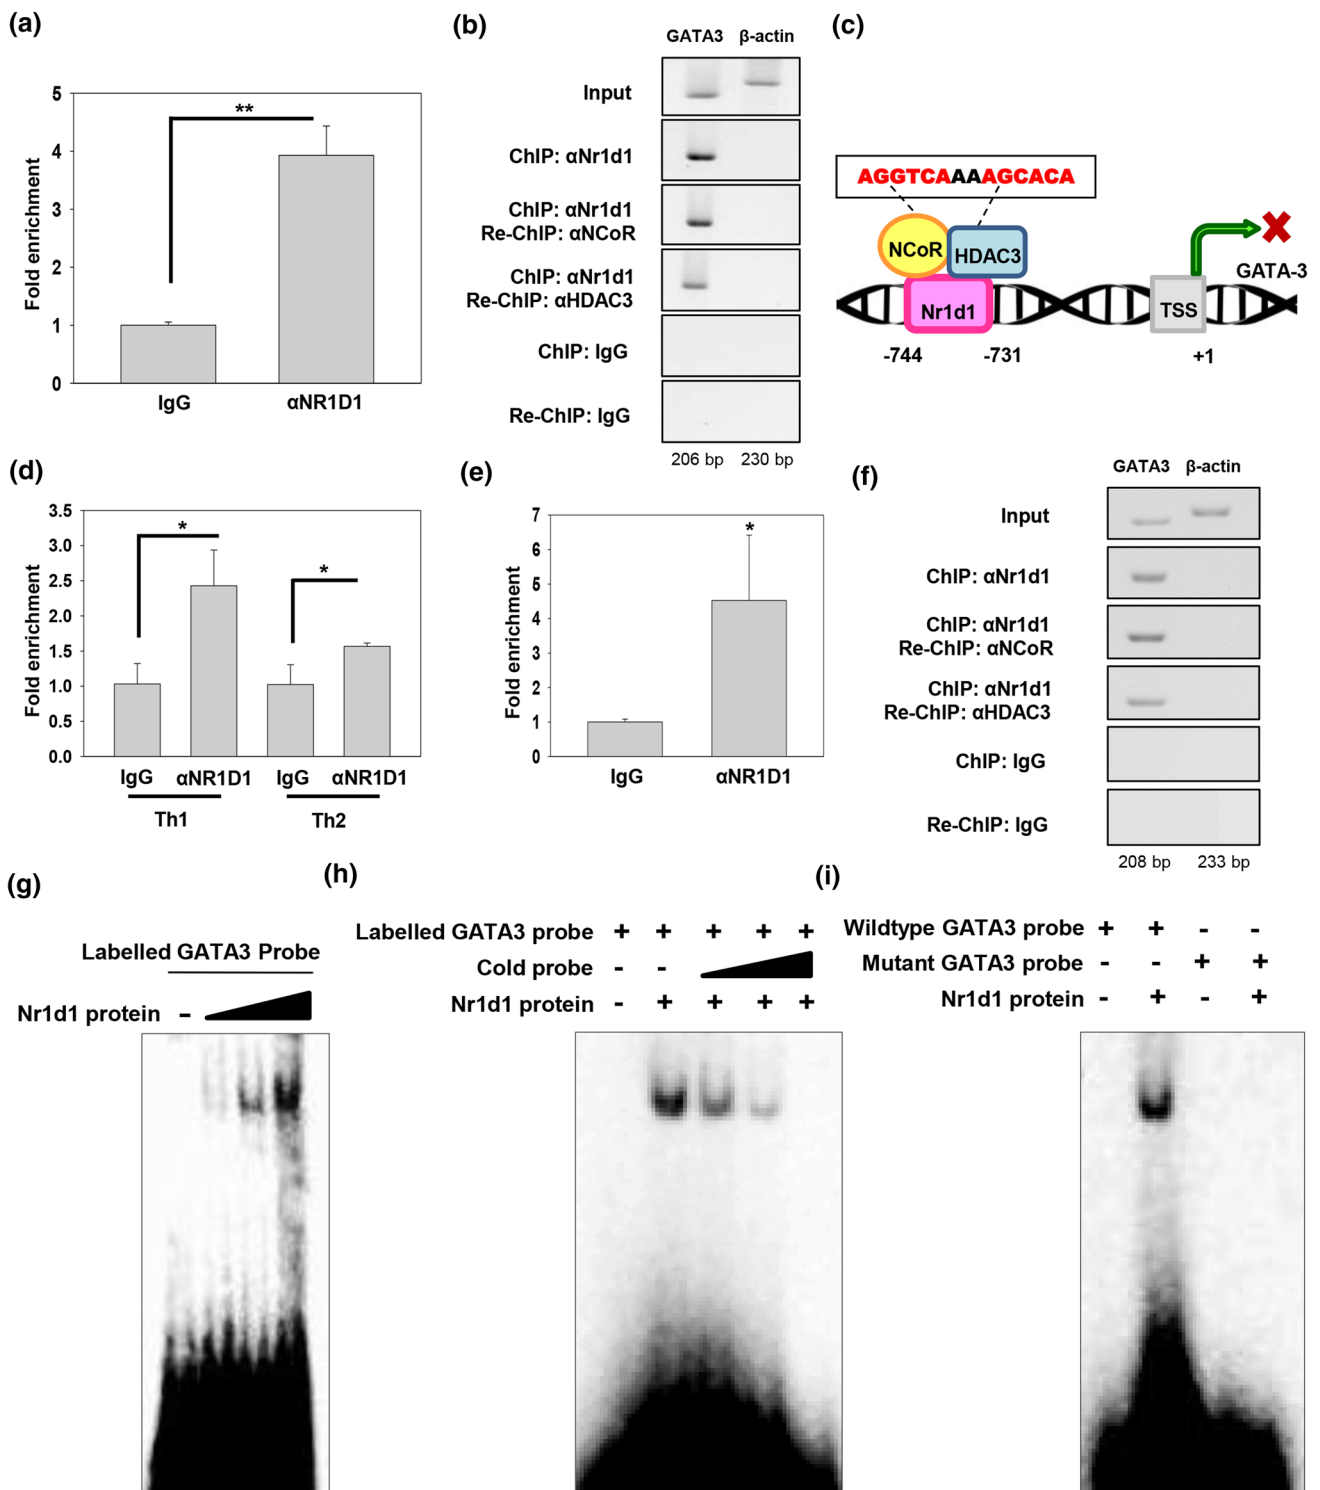 (a)
5
4
3
2
1
0
Fold enrichment
**
IgG
αNR1D1
(b)
GATA3 β-actin
Input
ChIP: αNr1d1
ChIP: αNr1d1
Re-ChIP: αNCoR
ChIP: αNr1d1
Re-ChIP: αHDAC3
ChIP: IgG
Re-ChIP: IgG
206 bp 230 bp
(c)
AGGTCAAAAGCACA
NCoR
HDAC3
Nr1d1
TSS
GATA-3
-744
-731
+1
(d)
3.5
3.0
2.5
2.0
1.5
1.0
0.5
0.0
Fold enrichment
*
*
IgG αNR1D1 IgG αNR1D1
Th1
Th2
(e)
7
6
5
4
3
2
1
0
Fold enrichment
*
IgG
αNR1D1
(f)
GATA3 β-actin
Input
ChIP: αNr1d1
ChIP: αNr1d1
Re-ChIP: αNCoR
ChIP: αNr1d1
Re-ChIP: αHDAC3
ChIP: IgG
Re-ChIP: IgG
208 bp 233 bp
(g)
Labelled GATA3 Probe
Nr1d1 protein -
(h)
Labelled GATA3 probe + + + + +
Cold probe - -
Nr1d1 protein - + + + +
(i)
Wildtype GATA3 probe + + - -
Mutant GATA3 probe - - + +
Nr1d1 protein - + - +